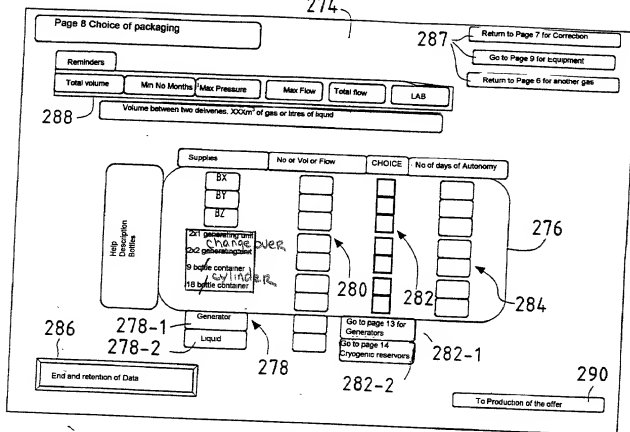 274
Page 8 Choice of packaging
287
Return to Page 7 for Correction
Go to Page 9 for Equipment
Return to Page 6 for another gas
Reminders
Total volume
Min No Months
Max Pressure
Max Flow
Total flow
LAB
288
Volume between two deliveries. XXXm³ of gas or litres of liquid
Supplies
No or Vol or Flow
CHOICE
No of days of Autonomy
Help
Description
Bottles
BX
BY
BZ
2x1 generating unit
changeover
2x2 generating unit
9 bottle container
cylinder
18 bottle container
276
280
282
284
278-1
278-2
Generator
Liquid
278
Go to page 13 for
Generators
Go to page 14
Cryogenic reservoirs
282-1
282-2
286
End and retention of Data
290
To Production of the offer